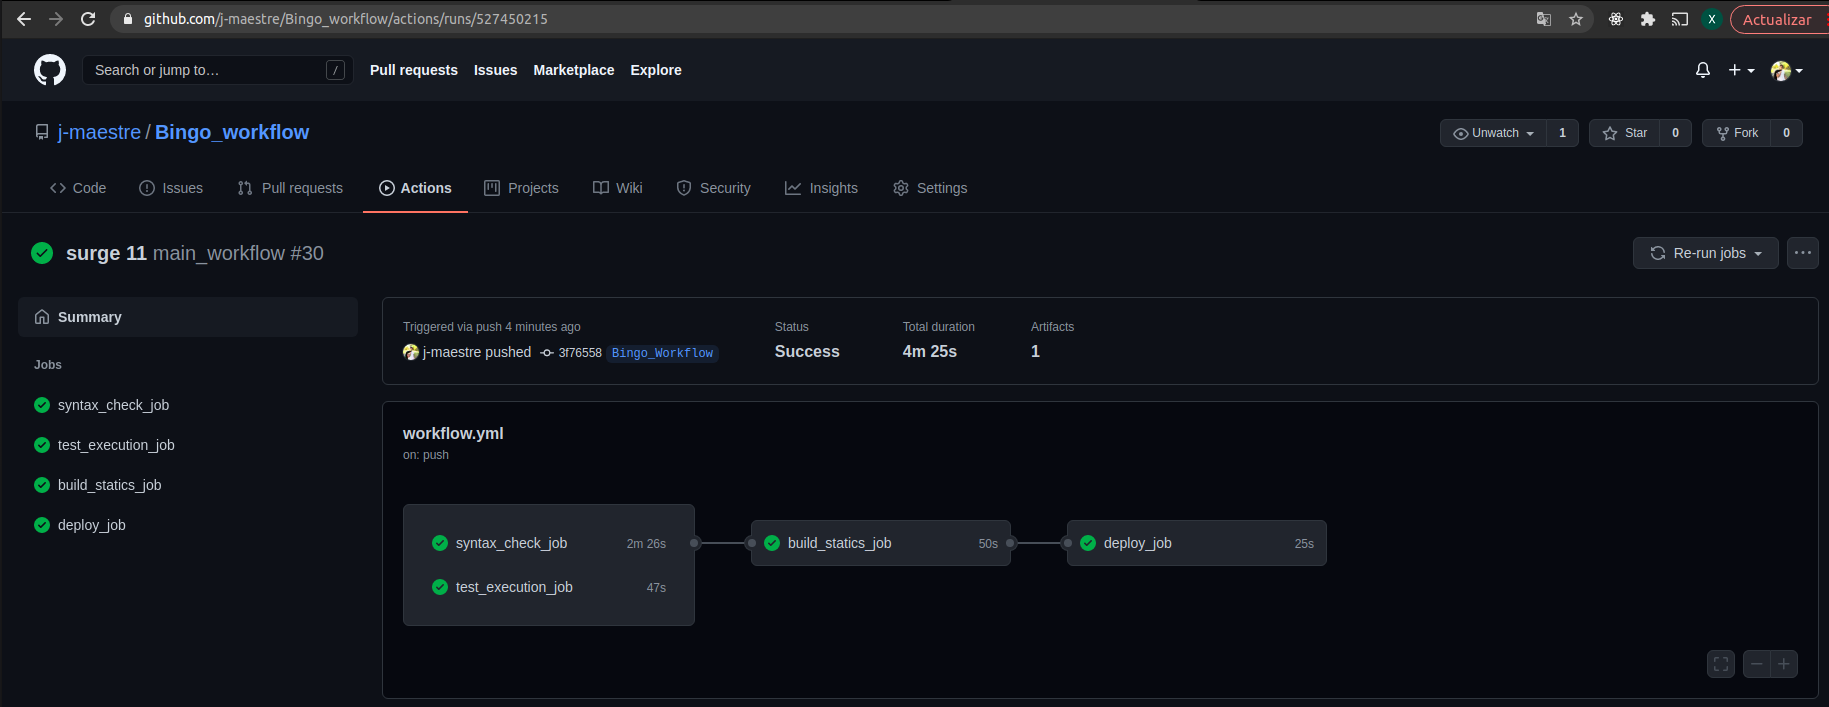 github.com/j-maestre/Bingo_workflow/actions/runs/527450215
X
Actualizar
Search or jump to…
/
Pull requests Issues Marketplace Explore
j-maestre / Bingo_workflow
Unwatch 1 Star 0 Fork 0
Code Issues Pull requests Actions Projects Wiki Security Insights Settings
surge 11 main_workflow #30
Re-run jobs
Summary
Jobs
syntax_check_job
test_execution_job
build_statics_job
deploy_job
Triggered via push 4 minutes ago
j-maestre pushed 3f76558 Bingo_Workflow
Status
Success
Total duration
4m 25s
Artifacts
1
workflow.yml
on: push
syntax_check_job 2m 26s
test_execution_job 47s
build_statics_job 50s
deploy_job 25s